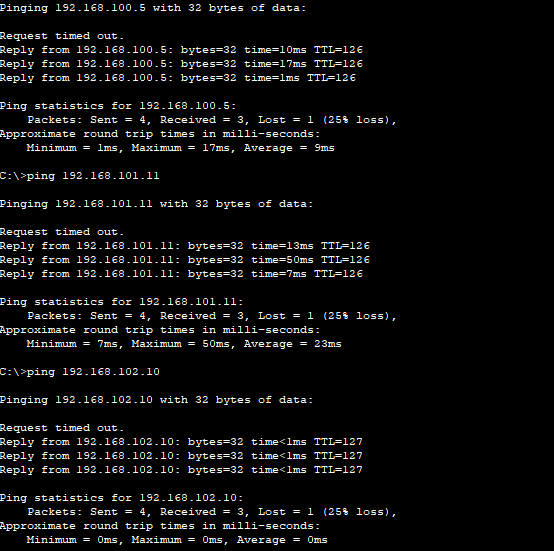 Pinging 192.168.100.5 with 32 bytes of data:
Request timed out.
Reply from 192.168.100.5: bytes=32 time=10ms TTL=126
Reply from 192.168.100.5: bytes=32 time=17ms TTL=126
Reply from 192.168.100.5: bytes=32 time=1ms TTL=126
Ping statistics for 192.168.100.5:
    Packets: Sent = 4, Received = 3, Lost = 1 (25% loss),
Approximate round trip times in milli-seconds:
    Minimum = 1ms, Maximum = 17ms, Average = 9ms
C:\>ping 192.168.101.11
Pinging 192.168.101.11 with 32 bytes of data:
Request timed out.
Reply from 192.168.101.11: bytes=32 time=13ms TTL=126
Reply from 192.168.101.11: bytes=32 time=50ms TTL=126
Reply from 192.168.101.11: bytes=32 time=7ms TTL=126
Ping statistics for 192.168.101.11:
    Packets: Sent = 4, Received = 3, Lost = 1 (25% loss),
Approximate round trip times in milli-seconds:
    Minimum = 7ms, Maximum = 50ms, Average = 23ms
C:\>ping 192.168.102.10
Pinging 192.168.102.10 with 32 bytes of data:
Request timed out.
Reply from 192.168.102.10: bytes=32 time<1ms TTL=127
Reply from 192.168.102.10: bytes=32 time<1ms TTL=127
Reply from 192.168.102.10: bytes=32 time<1ms TTL=127
Ping statistics for 192.168.102.10:
    Packets: Sent = 4, Received = 3, Lost = 1 (25% loss),
Approximate round trip times in milli-seconds:
    Minimum = 0ms, Maximum = 0ms, Average = 0ms